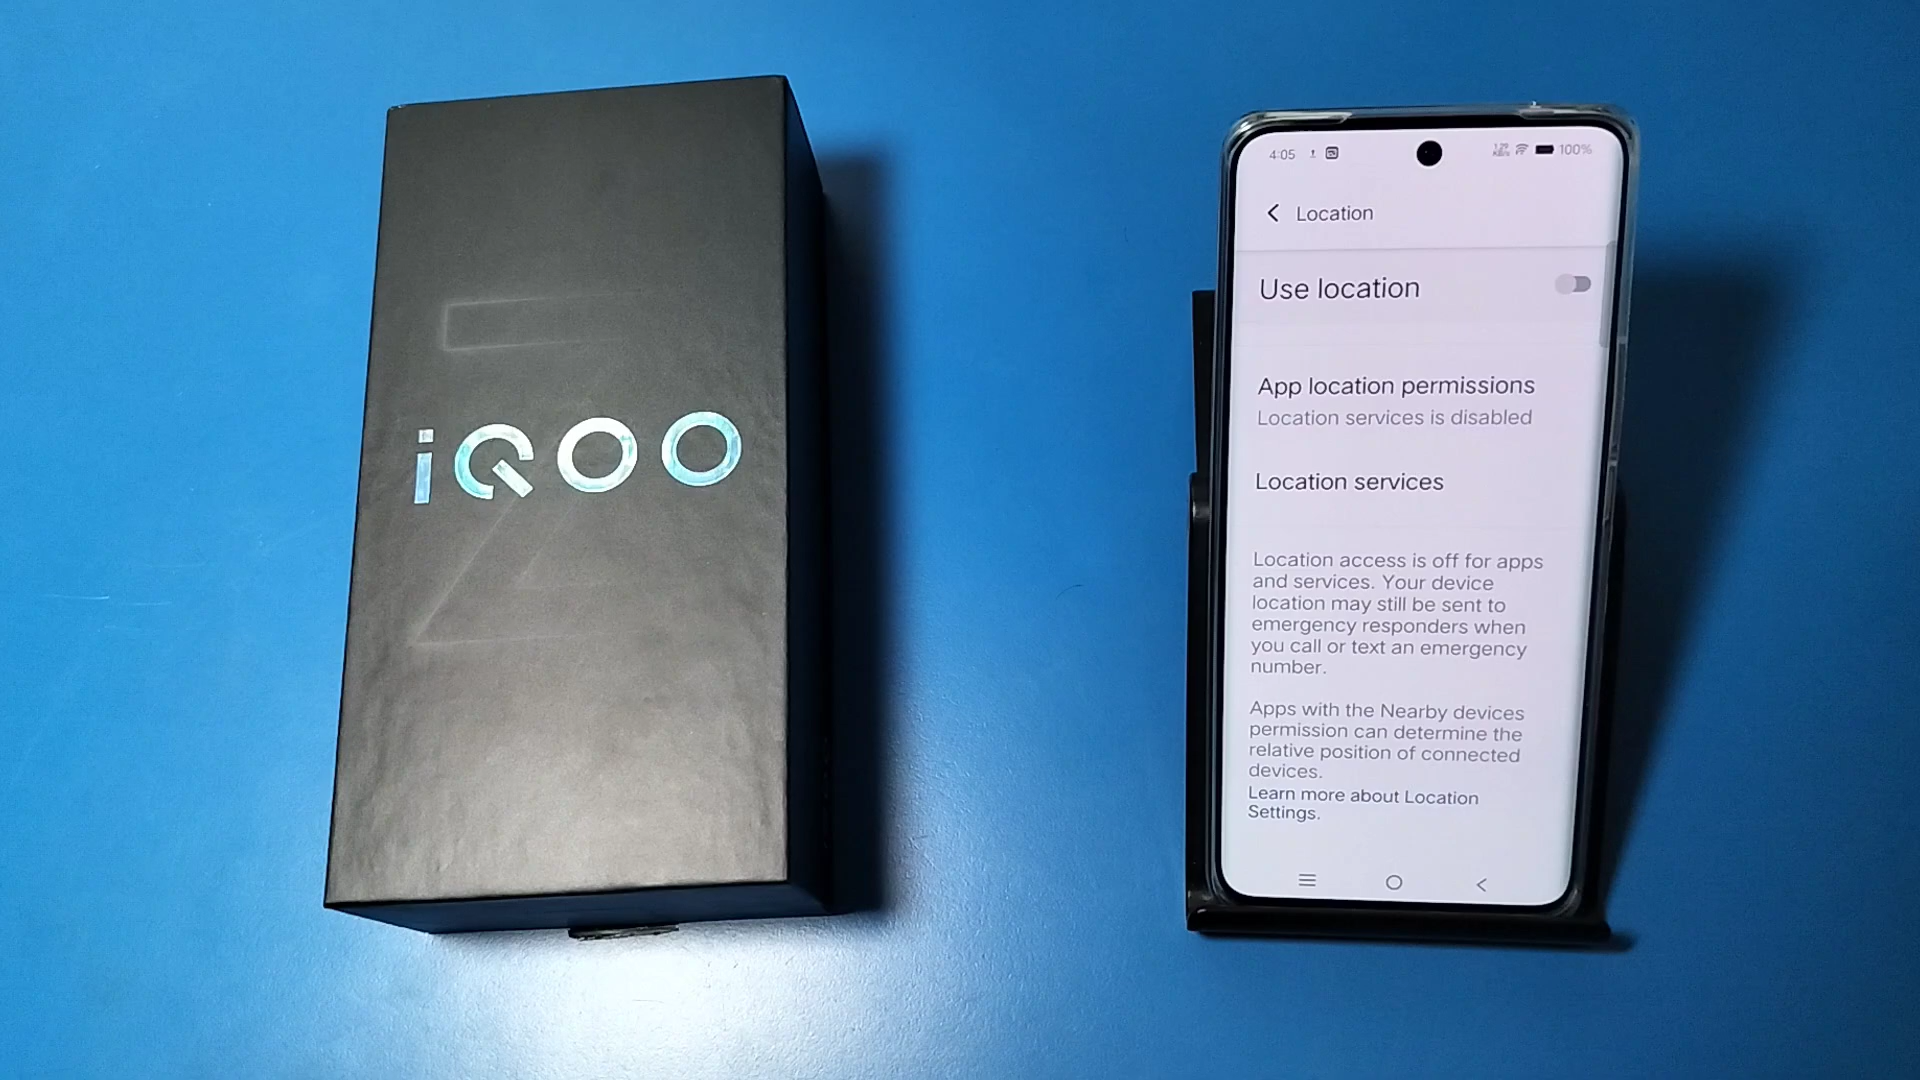 iQOO
Z
4:05
100%
Location
Use location
App location permissions
Location services is disabled
Location services
Location access is off for apps
and services. Your device
location may still be sent to
emergency responders when
you call or text an emergency
number.
Apps with the Nearby devices
permission can determine the
relative position of connected
devices.
Learn more about Location
Settings.